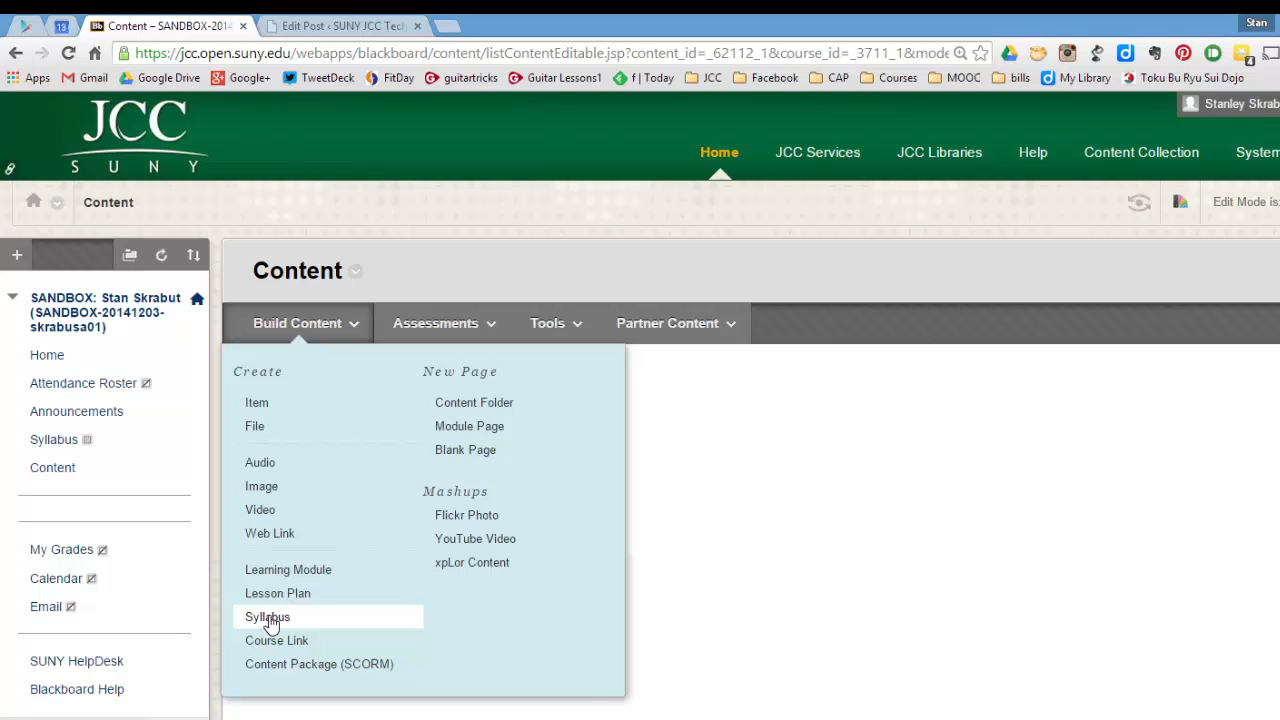 13
Bb Content – SANDBOX-2014
Edit Post ‹ SUNY JCC Tech
Stan
https://jcc.open.suny.edu/webapps/blackboard/content/listContentEditable.jsp?content_id=_62112_1&course_id=_3711_1&mode
Apps Gmail Google Drive Google+ TweetDeck FitDay guitartricks Guitar Lessons1 f | Today JCC Facebook CAP Courses MOOC bills My Library Toku Bu Ryu Sui Dojo
Stanley Skrab
JCC
SUNY
Home JCC Services JCC Libraries Help Content Collection System
Content
Edit Mode is:
Content
SANDBOX: Stan Skrabut
(SANDBOX-20141203-
skrabusa01)
Home
Attendance Roster
Announcements
Syllabus
Content
My Grades
Calendar
Email
SUNY HelpDesk
Blackboard Help
Build Content Assessments Tools Partner Content
Create
Item
File
Audio
Image
Video
Web Link
Learning Module
Lesson Plan
Syllabus
Course Link
Content Package (SCORM)
New Page
Content Folder
Module Page
Blank Page
Mashups
Flickr Photo
YouTube Video
xpLor Content